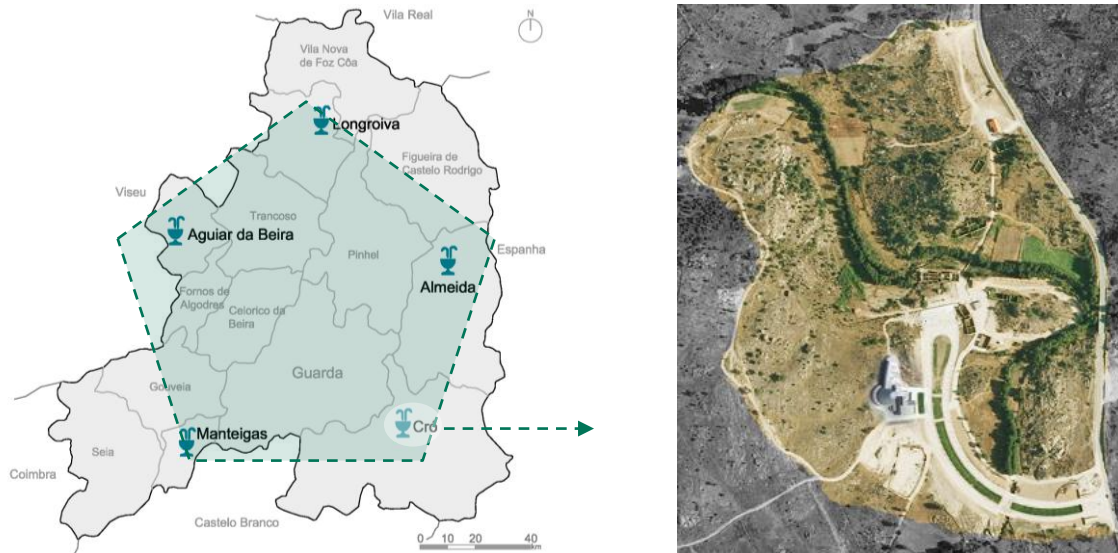 Vila Real
N
Vila Nova
de Foz Côa
Longroiva
Figueira de
Castelo Rodrigo
Viseu
Trancoso
Aguiar da Beira
Espanha
Pinhel
Almeida
Fornos de
Algodres
Celorico da
Beira
Guarda
Gouveia
Cró
Manteigas
Seia
Coimbra
Castelo Branco
0 10 20 40